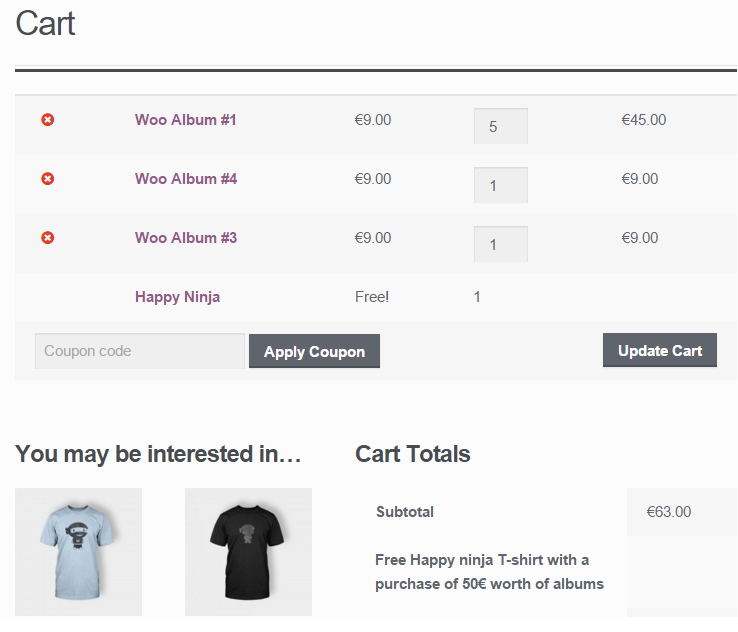 Cart
Woo Album #1 €9.00 5 €45.00
Woo Album #4 €9.00 1 €9.00
Woo Album #3 €9.00 1 €9.00
Happy Ninja Free! 1
Coupon code Apply Coupon Update Cart
You may be interested in…
Cart Totals
Subtotal €63.00
Free Happy ninja T-shirt with a
purchase of 50€ worth of albums